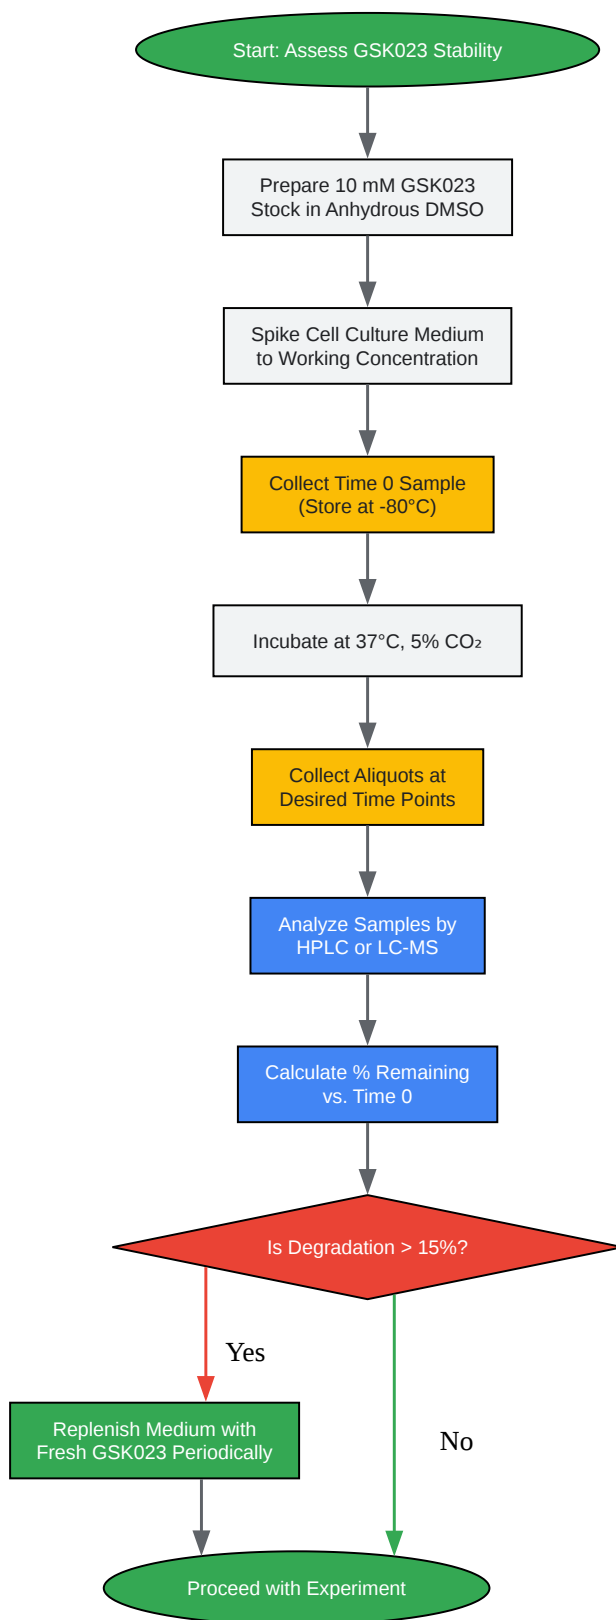 Start: Assess GSK023 Stability
Prepare 10 mM GSK023
Stock in Anhydrous DMSO
Spike Cell Culture Medium
to Working Concentration
Collect Time 0 Sample
(Store at -80°C)
Incubate at 37°C, 5% CO₂
Collect Aliquots at
Desired Time Points
Analyze Samples by
HPLC or LC-MS
Calculate % Remaining
vs. Time 0
Is Degradation > 15%?
Yes
Replenish Medium with
Fresh GSK023 Periodically
No
Proceed with Experiment